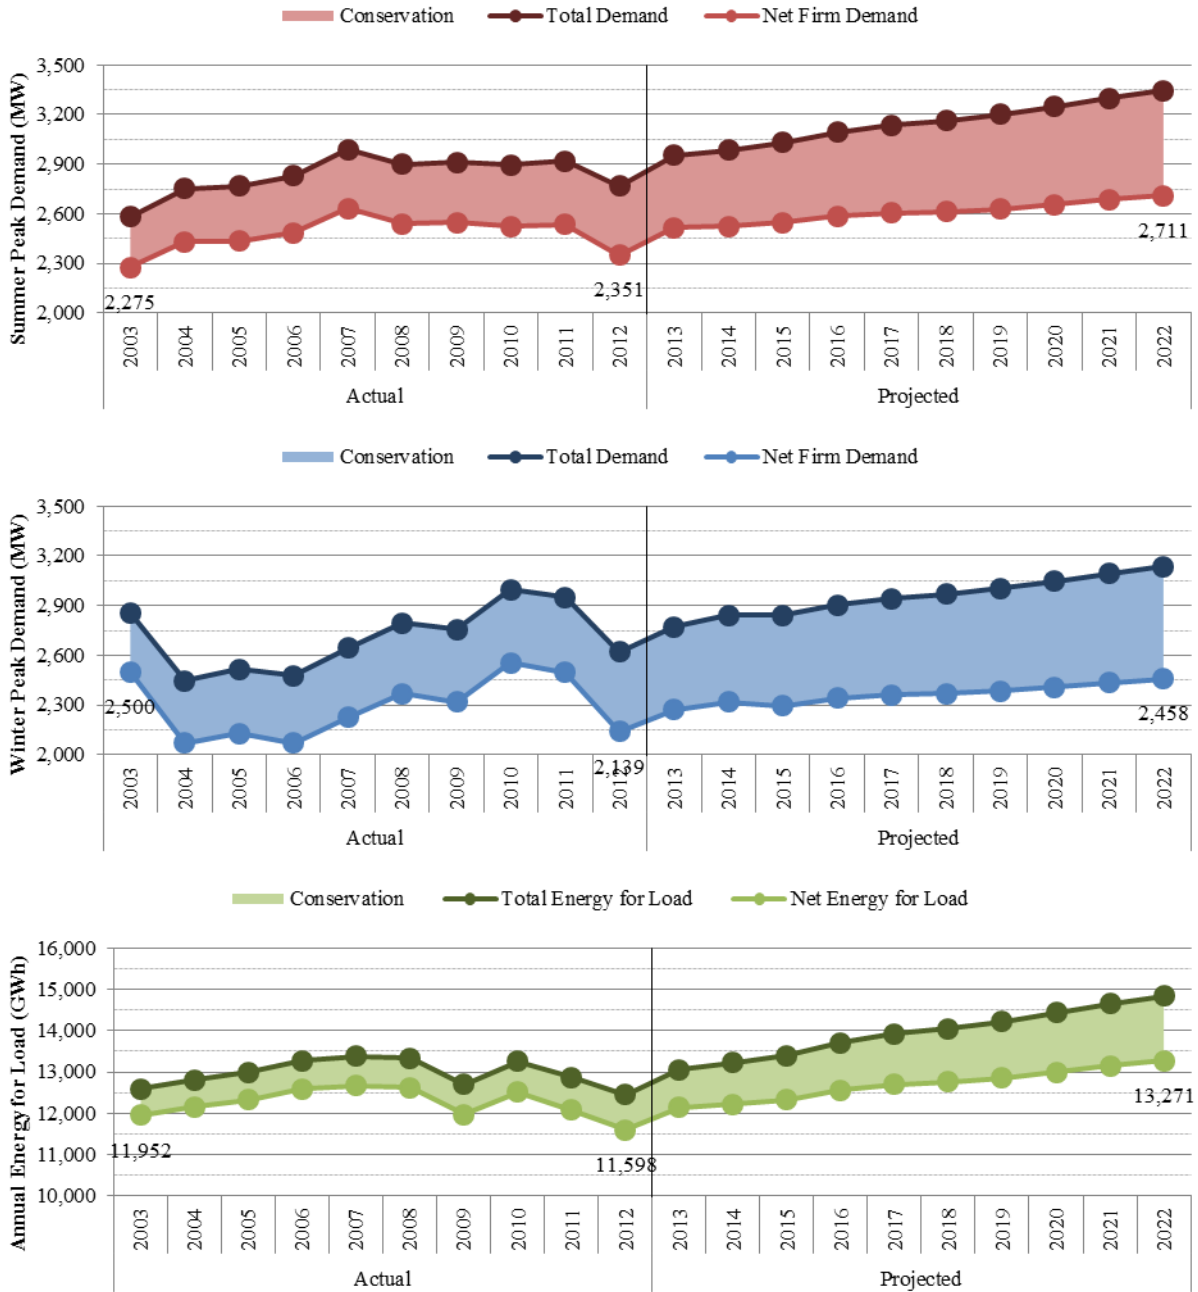 Conservation Total Demand Net Firm Demand
Summer Peak Demand (MW)
3,500
3,200
2,900
2,600
2,300
2,000
2,275
2,351
2,711
2003 2004 2005 2006 2007 2008 2009 2010 2011 2012 2013 2014 2015 2016 2017 2018 2019 2020 2021 2022
Actual Projected
Conservation Total Demand Net Firm Demand
Winter Peak Demand (MW)
3,500
3,200
2,900
2,600
2,300
2,000
2,500
2,139
2,458
2003 2004 2005 2006 2007 2008 2009 2010 2011 2012 2013 2014 2015 2016 2017 2018 2019 2020 2021 2022
Actual Projected
Conservation Total Energy for Load Net Energy for Load
Annual Energy for Load (GWh)
16,000
15,000
14,000
13,000
12,000
11,000
10,000
11,952
11,598
13,271
2003 2004 2005 2006 2007 2008 2009 2010 2011 2012 2013 2014 2015 2016 2017 2018 2019 2020 2021 2022
Actual Projected